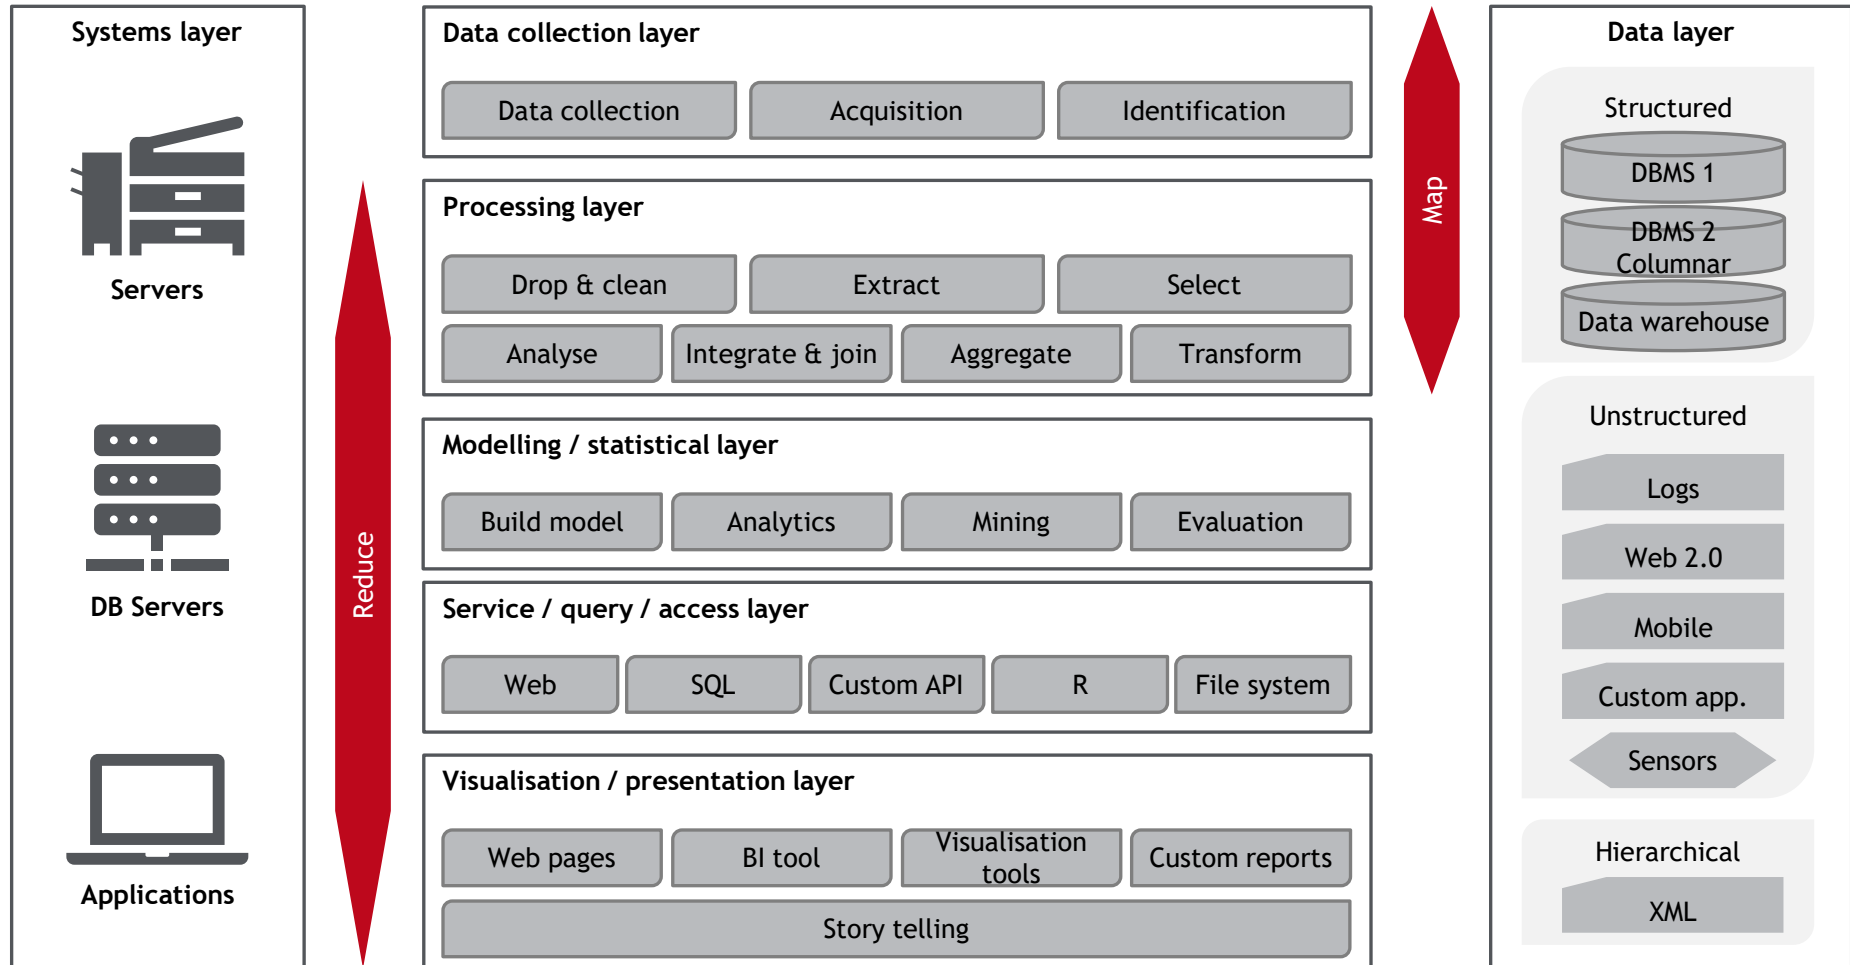 Systems layer
Servers
DB Servers
Applications
Reduce
Data collection layer
Data collection
Acquisition
Identification
Processing layer
Drop & clean
Extract
Select
Analyse
Integrate & join
Aggregate
Transform
Modelling / statistical layer
Build model
Analytics
Mining
Evaluation
Service / query / access layer
Web
SQL
Custom API
R
File system
Visualisation / presentation layer
Web pages
BI tool
Visualisation
tools
Custom reports
Story telling
Map
Data layer
Structured
DBMS 1
DBMS 2
Columnar
Data warehouse
Unstructured
Logs
Web 2.0
Mobile
Custom app.
Sensors
Hierarchical
XML